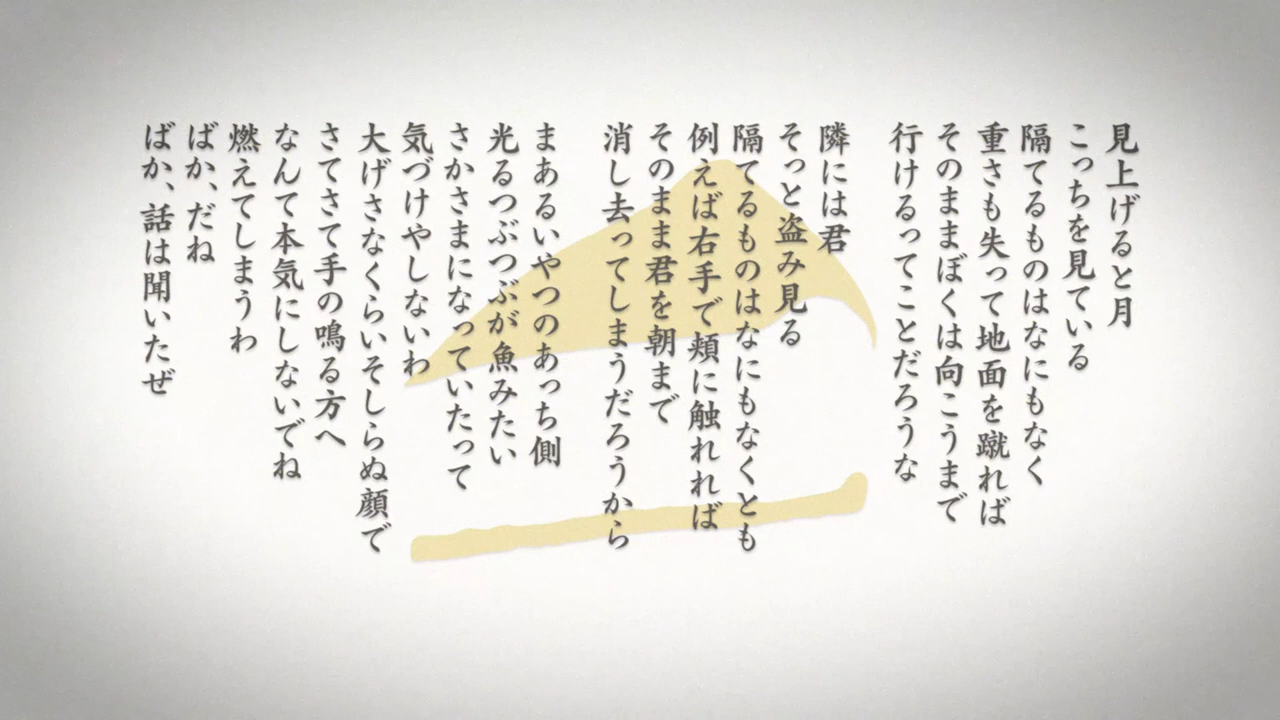 見上げると月
こっちを見ている
隔てるものはなにもなく
重さも失って地面を蹴れば
そのままぼくは向こうまで
行けるってことだろうな
隣には君
そっと盗み見る
隔てるものはなにもなくとも
例えば右手で頬に触れれば
そのまま君を朝まで
消し去ってしまうだろうから
まあるいやつのあっち側
光るつぶつぶが魚みたい
さかさまになっていたって
気づけやしないわ
大げさなくらいそしらぬ顔で
さてさて手の鳴る方へ
なんて本気にしないでね
燃えてしまうわ
ばか、だね
ばか、話は聞いたぜ